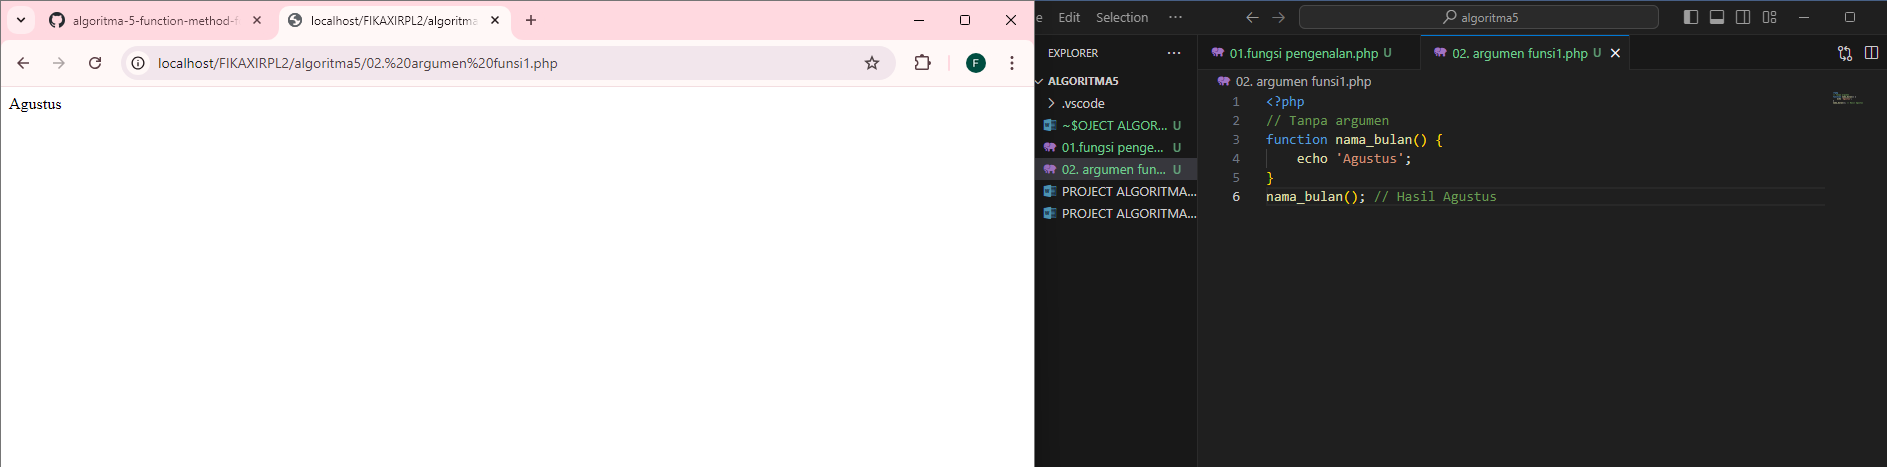 algoritma-5-function-method-f
localhost/FIKAXIRPL2/algoritma
localhost/FIKAXIRPL2/algoritma5/02.%20argumen%20funsi1.php
F
Agustus
e Edit Selection ...
algoritma5
EXPLORER ...
ALGORITMA5
.vscode
~$OJECT ALGOR... U
01.fungsi penge... U
02. argumen fun... U
PROJECT ALGORITMA...
PROJECT ALGORITMA...
01.fungsi pengenalan.php U
02. argumen funsi1.php U
02. argumen funsi1.php
1 <?php
2 // Tanpa argumen
3 function nama_bulan() {
4 echo 'Agustus';
5 }
6 nama_bulan(); // Hasil Agustus